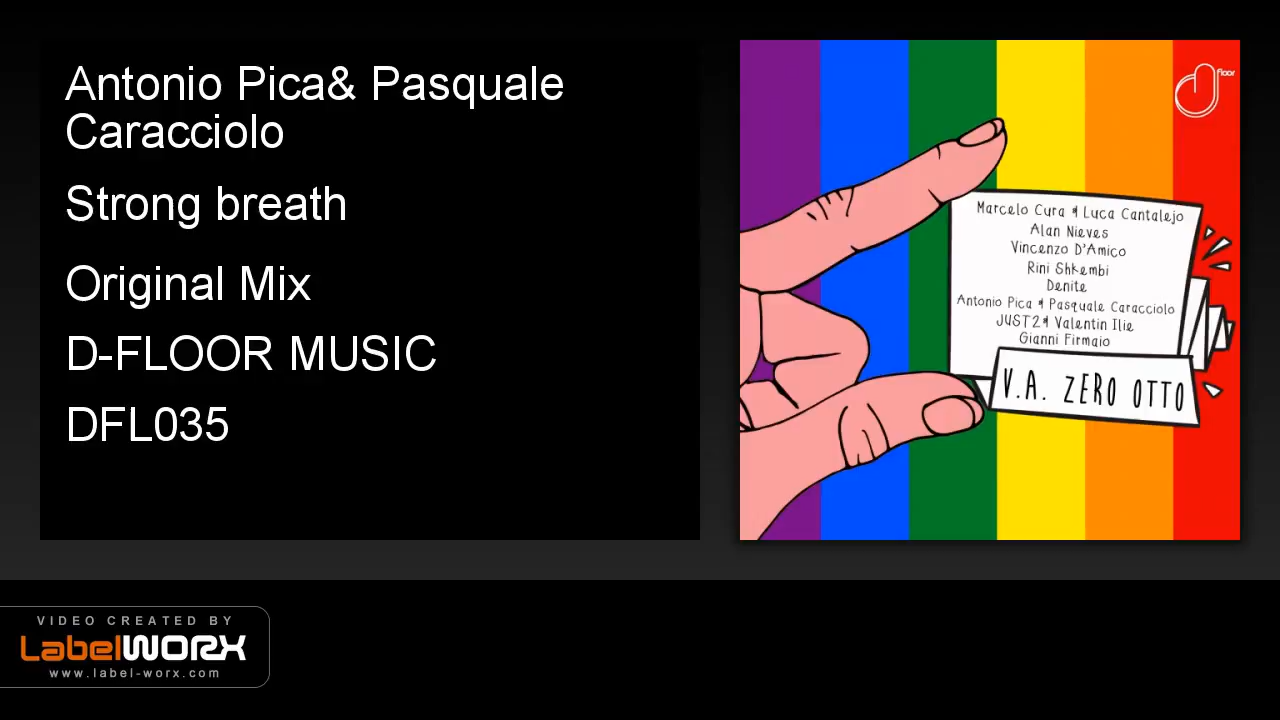 Antonio Pica& Pasquale
Caracciolo
Strong breath
Original Mix
D-FLOOR MUSIC
DFL035
floor
Marcelo Cura & Luca Cantalejo
Alan Nieves
Vincenzo D'Amico
Rini Shkembi
Denite
Antonio Pica & Pasquale Caracciolo
JUST2 & Valentin Ilie
Gianni Firmaio
V.A. ZERO OTTO
VIDEO CREATED BY
LabelWORX
www.label-worx.com